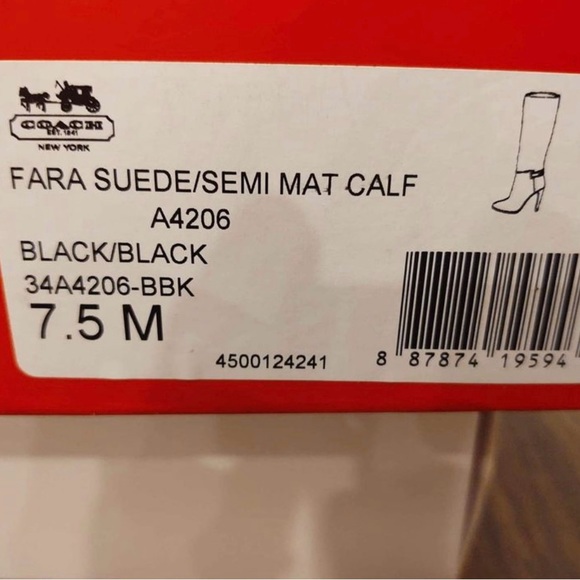 COACH
EST. 1941
NEW YORK
FARA SUEDE/SEMI MAT CALF
A4206
BLACK/BLACK
34A4206-BBK
7.5 M
4500124241
8 87874 19594